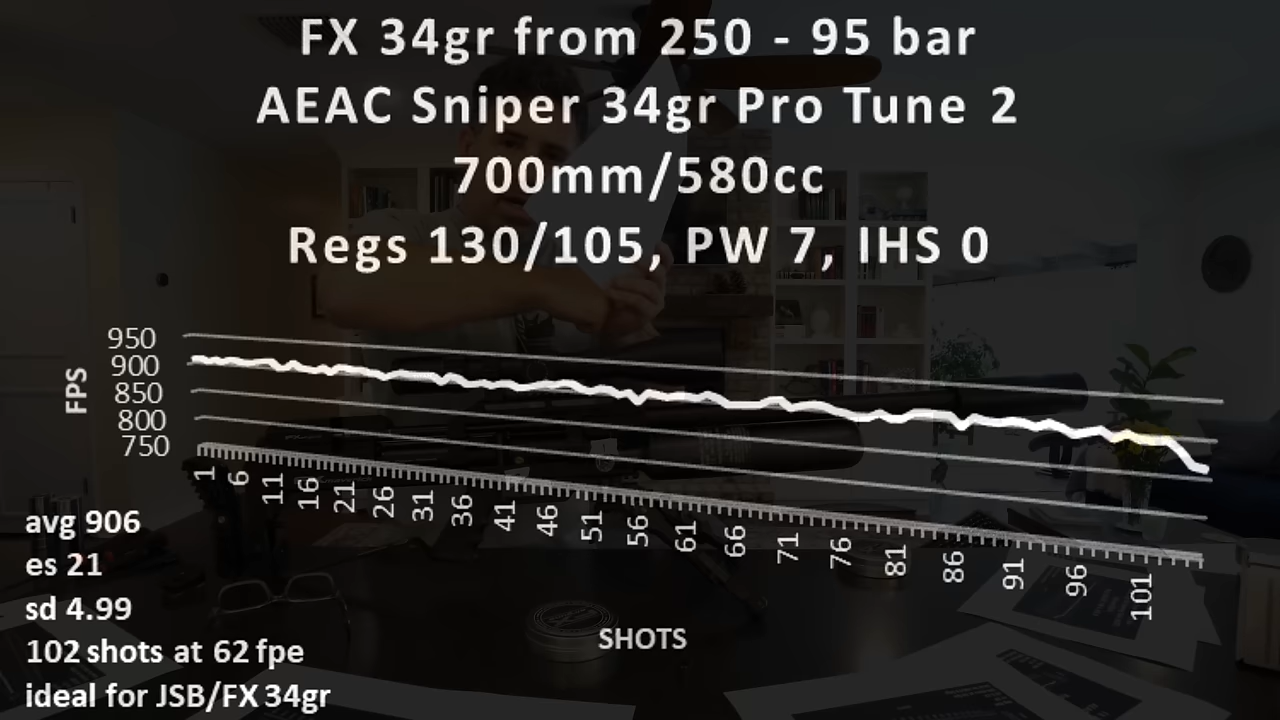 FX 34gr from 250 - 95 bar
AEAC Sniper 34gr Pro Tune 2
700mm/580cc
Regs 130/105, PW 7, IHS 0
FPS
950
900
850
800
750
1 6 11 16 21 26 31 36 41 46 51 56 61 66 71 76 81 86 91 96 101
SHOTS
avg 906
es 21
sd 4.99
102 shots at 62 fpe
ideal for JSB/FX 34gr